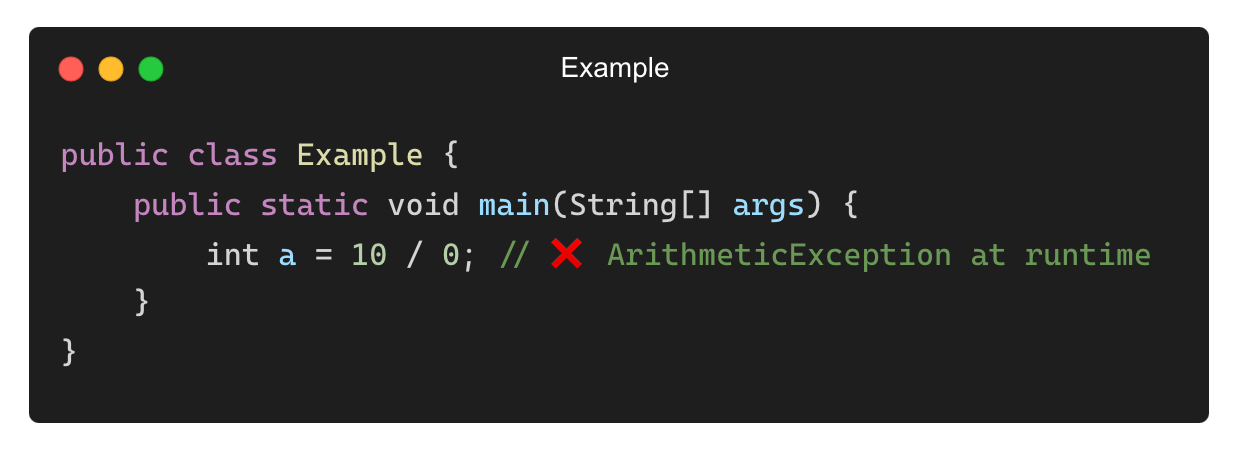 Example
public class Example {
    public static void main(String[] args) {
        int a = 10 / 0; // ❌ ArithmeticException at runtime
    }
}